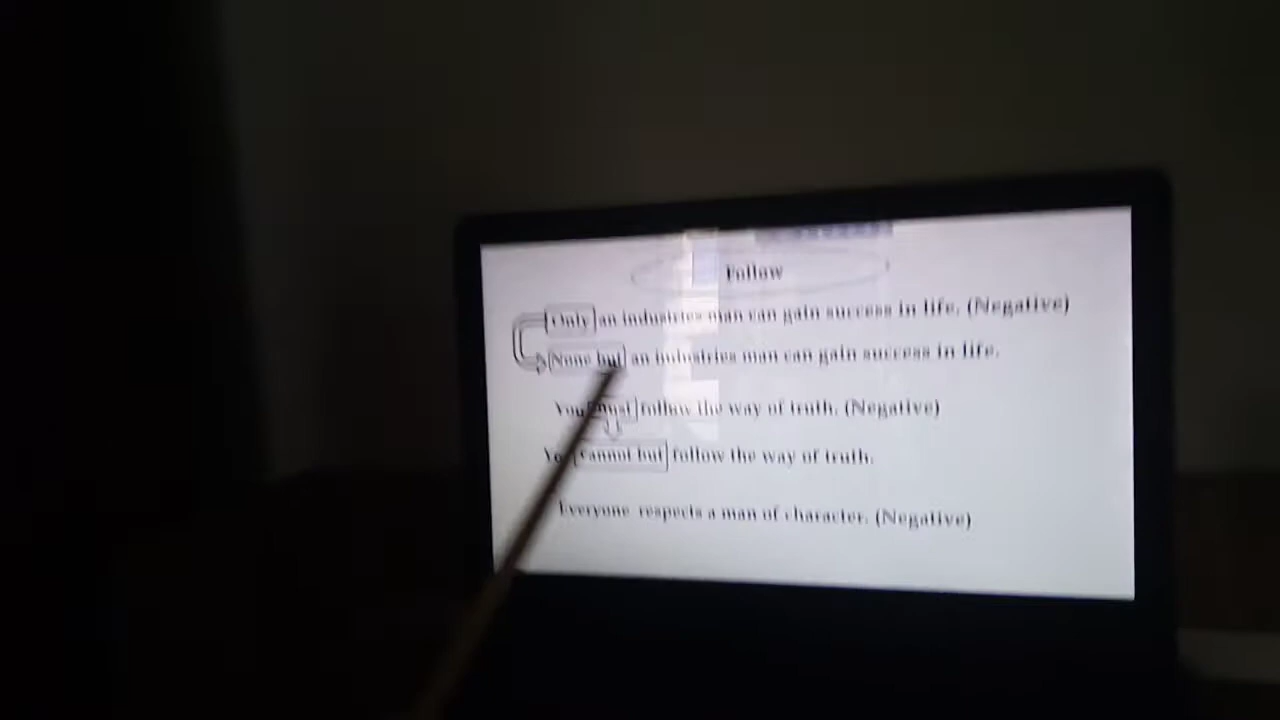 Follow
Only an industries man can gain success in life. (Negative)
None but an industries man can gain success in life.
You must follow the way of truth. (Negative)
You cannot but follow the way of truth.
Everyone respects a man of character. (Negative)